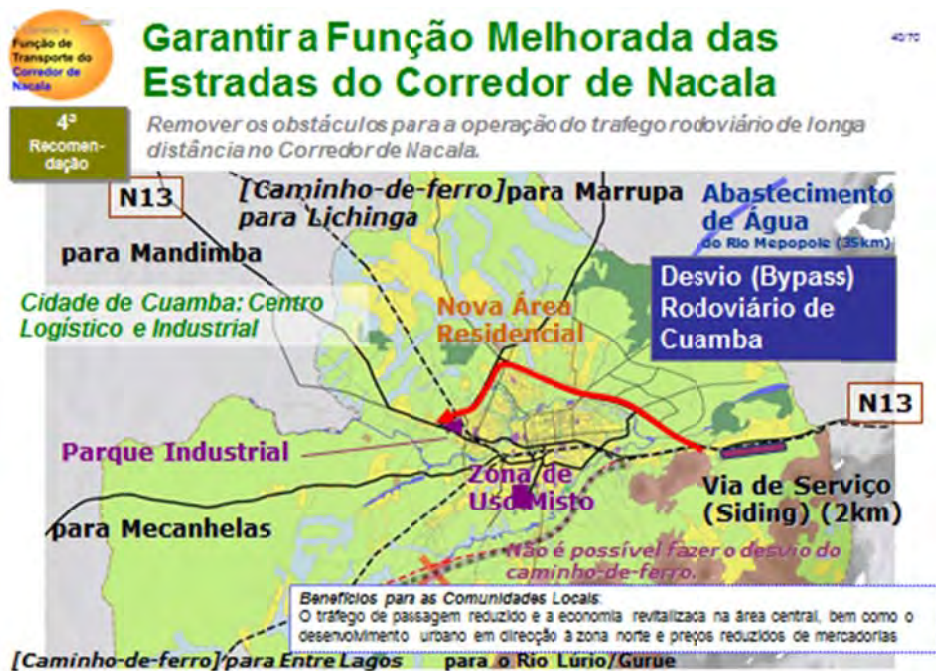 Função de
Transporte do
Corredor de
Nacala
Garantir a Função Melhorada das
Estradas do Corredor de Nacala
40/70
4ª
Recomen-
dação
Remover os obstáculos para a operação do trafego rodoviário de longa
distância no Corredor de Nacala.
N13
[Caminho-de-ferro]
para Lichinga
para Marrupa
Abastecimento
de Água
do Rio Mepopole (35km)
para Mandimba
Desvio (Bypass)
Rodoviário de
Cuamba
Cidade de Cuamba: Centro
Logístico e Industrial
Nova Área
Residencial
N13
Parque Industrial
Zona de
Uso Misto
Via de Serviço
(Siding) (2km)
para Mecanhelas
Não é possível fazer o desvio do
caminho-de-ferro.
Benefícios para as Comunidades Locais:
O tráfego de passagem reduzido e a economia revitalizaca na área central, bem como o
desenvolvimento urbano em direcção à zona norte e preços reduzidos de mercadorias
[Caminho-de-ferro] para Entre Lagos
para o Rio Lúrio/Gurue